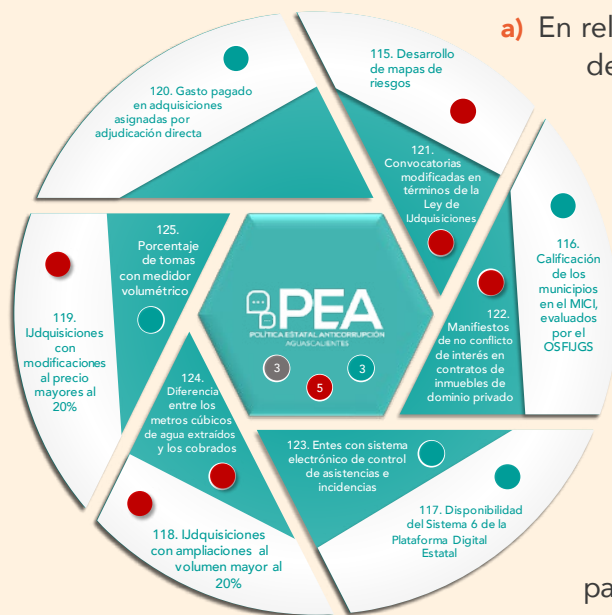 a) En rel
de
120. Gasto pagado
en adquisiciones
asignadas por
adjudicación directa
115. Desarrollo
de mapas de
riesgos
121.
Convocatorias
modificadas en
términos de la
Ley de
IJdquisiciones
116.
Calificación
de los
municipios
en el MICI,
evaluados
por el
OSFIJGS
122.
Manifiestos
de no conflicto
de interés en
contratos de
inmuebles de
dominio privado
117. Disponibilidad
del Sistema 6 de la
Plataforma Digital
Estatal
123. Entes con sistema
electrónico de control
de asistencias e
incidencias
118. IJdquisiciones
con ampliaciones al
volumen mayor al
20%
124.
Diferencia
entre los
metros cúbicos
de agua extraídos
y los cobrados
119.
IJdquisiciones
con
modificaciones
al precio
mayores al
20%
125.
Porcentaje
de tomas
con medidor
volumétrico
PEA
POLÍTICA ESTATAL ANTICORRUPCIÓN
AGUASCALIENTES
3 5 3
pa